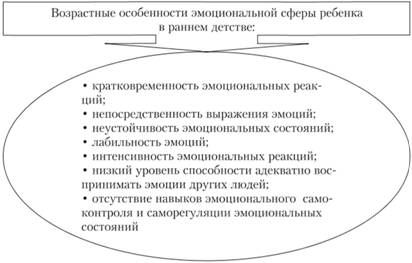 Возрастные особенности эмоциональной сферы ребенка
в раннем детстве:
• кратковременность эмоциональных реак-
ций;
• непосредственность выражения эмоций;
• неустойчивость эмоциональных состояний;
• лабильность эмоций;
• интенсивность эмоциональных реакций;
• низкий уровень способности адекватно вос-
принимать эмоции других людей;
• отсутствие навыков эмоционального само-
контроля и саморегуляции эмоциональных
состояний